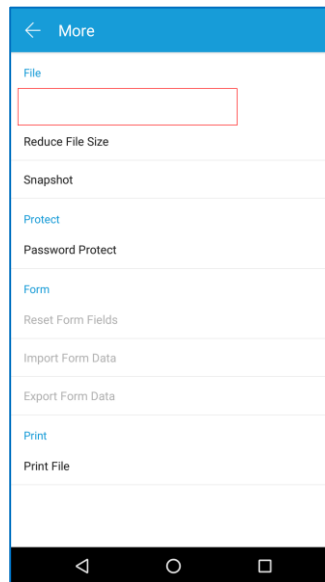 More
File
Reduce File Size
Snapshot
Protect
Password Protect
Form
Reset Form Fields
Import Form Data
Export Form Data
Print
Print File